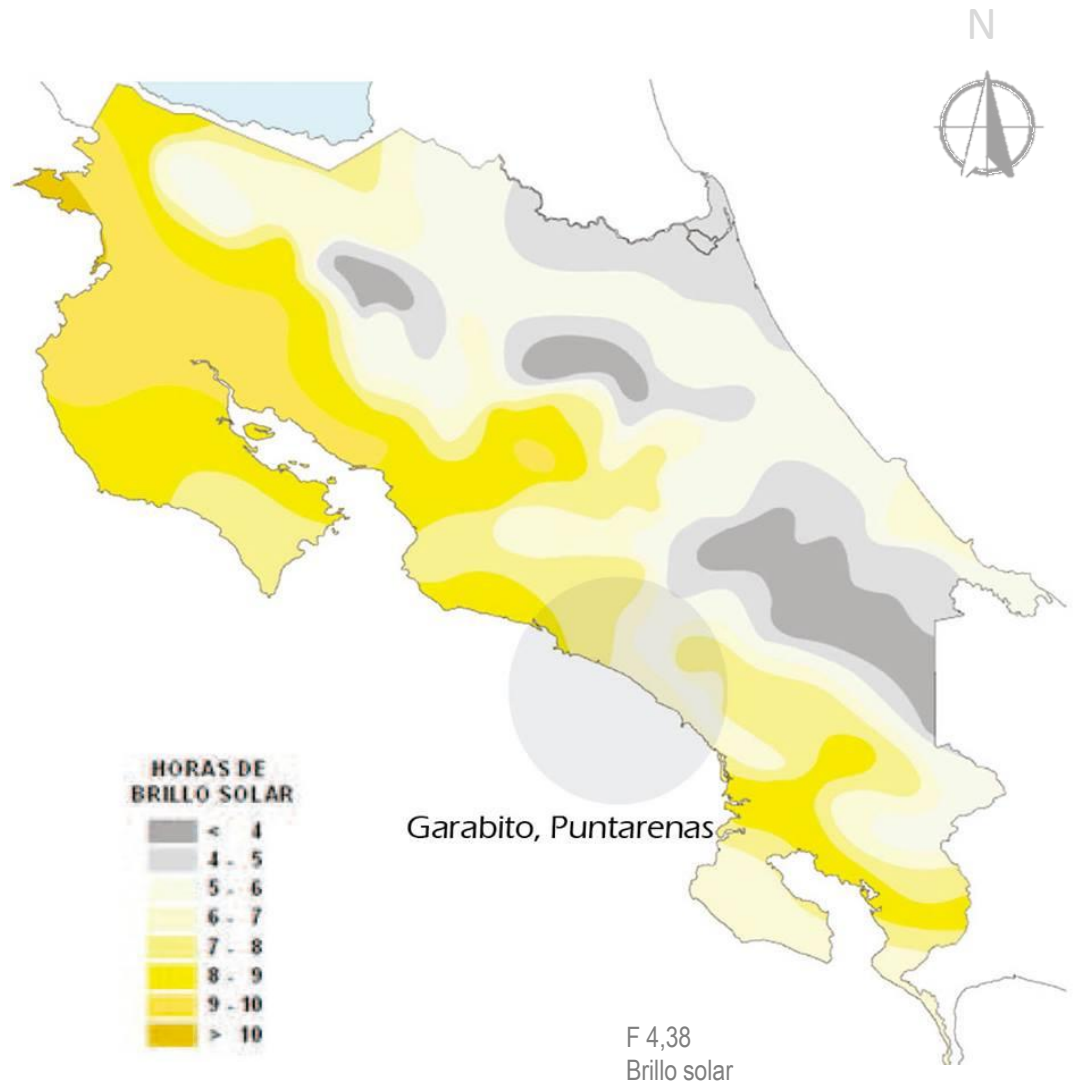 N
Garabito, Puntarenas
HORAS DE
BRILLO SOLAR
< 4
4 - 5
5 - 6
6 - 7
7 - 8
8 - 9
9 - 10
> 10
F 4,38
Brillo solar